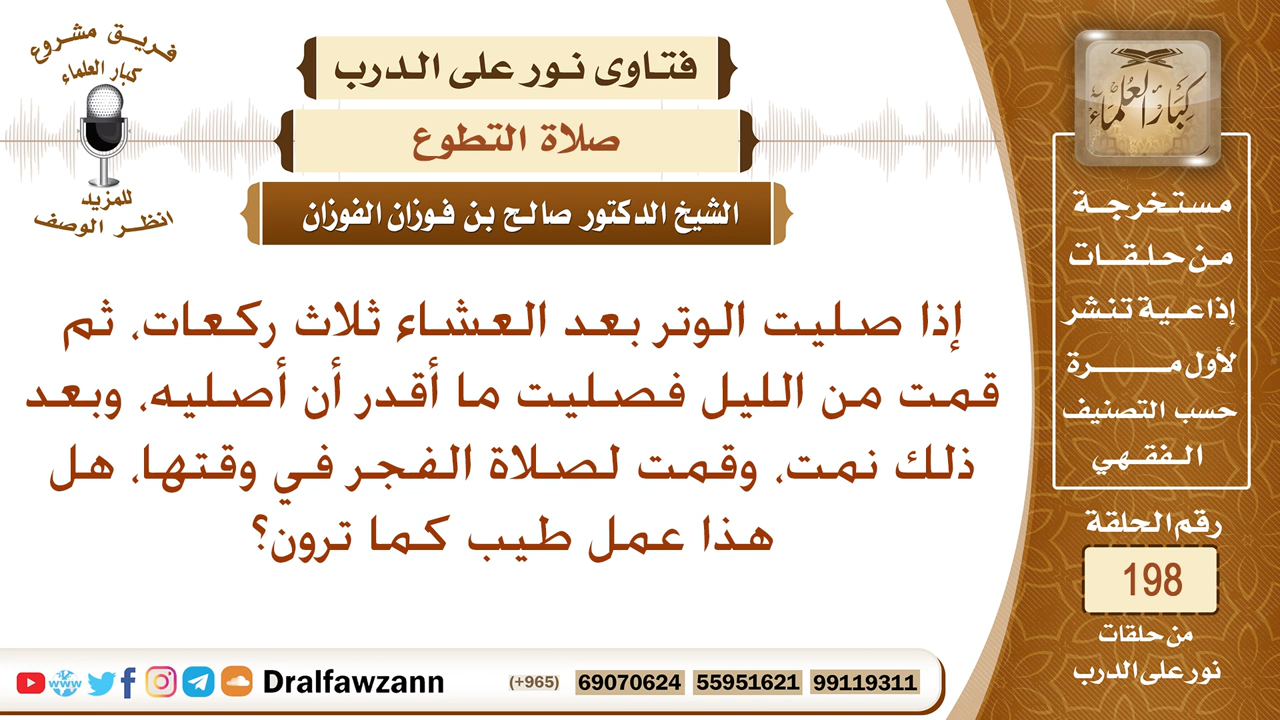 فريق مشروع
كبار العلماء
للمزيد
انظر الوصف
فتاوى نور على الدرب
صلاة التطوع
الشيخ الدكتور صالح بن فوزان الفوزان
إذا صليت الوتر بعد العشاء ثلاث ركعات، ثم
قمت من الليل فصليت ما أقدر أن أصليه، وبعد
ذلك نمت، وقمت لصلاة الفجر في وقتها، هل
هذا عمل طيب كما ترون؟
كبار العلماء
مستخرجة
من حلقات
إذاعية تنشر
لأول مرة
حسب التصنيف
الفقهي
رقم الحلقة
198
من حلقات
نور على الدرب
www
Dralfawzann (+965) 69070624 55951621 99119311